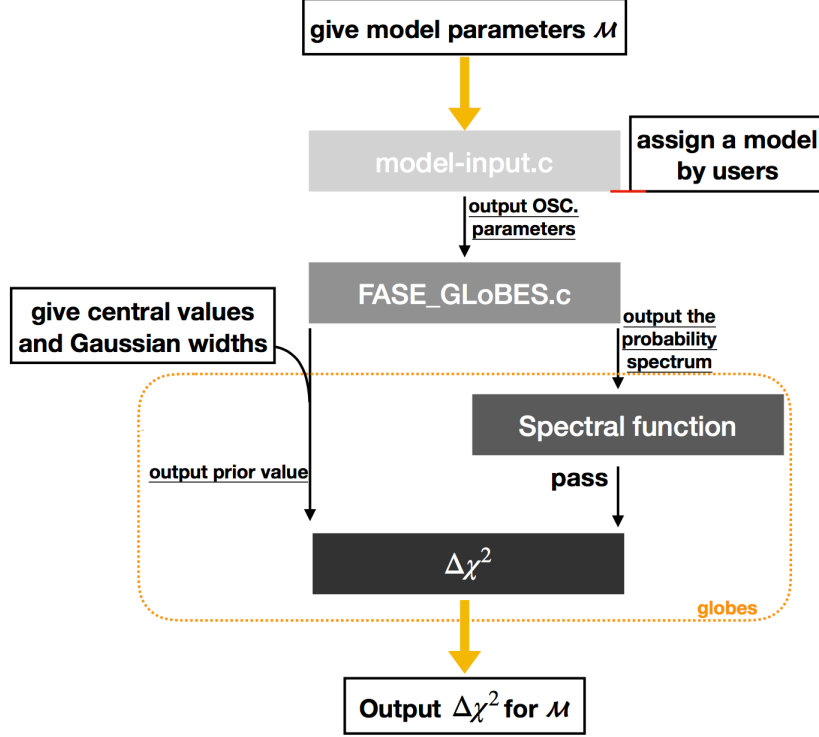 give model parameters ℳ
model-input.c
assign a model
by users
output OSC.
parameters
FASE_GLoBES.c
give central values
and Gaussian widths
output the
probability
spectrum
Spectral function
output prior value
pass
Δχ²
globes
Output Δχ² for ℳ